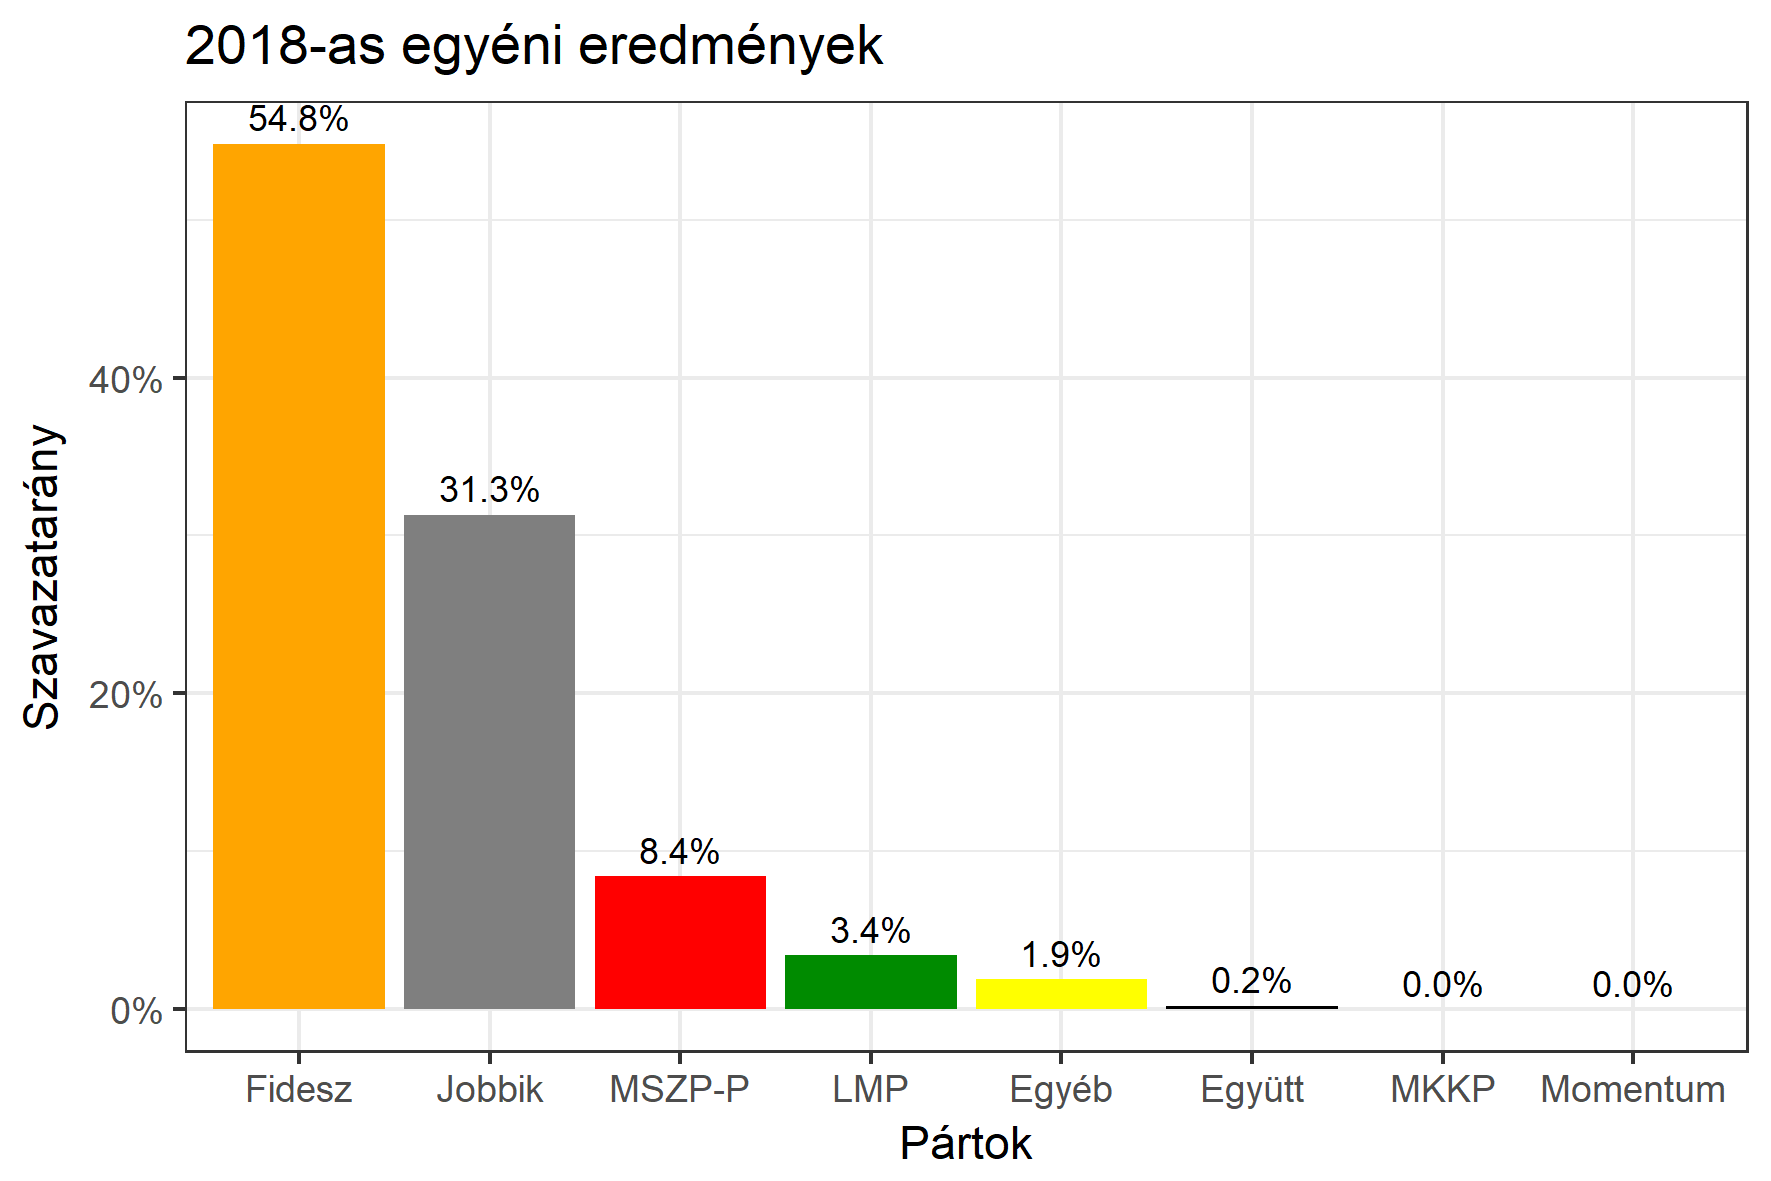 2018-as egyéni eredmények
54.8%
31.3%
8.4%
3.4%
1.9%
0.2%
0.0%
0.0%
40%
20%
0%
Szavazatarány
Fidesz Jobbik MSZP-P LMP Egyéb Együtt MKKP Momentum
Pártok